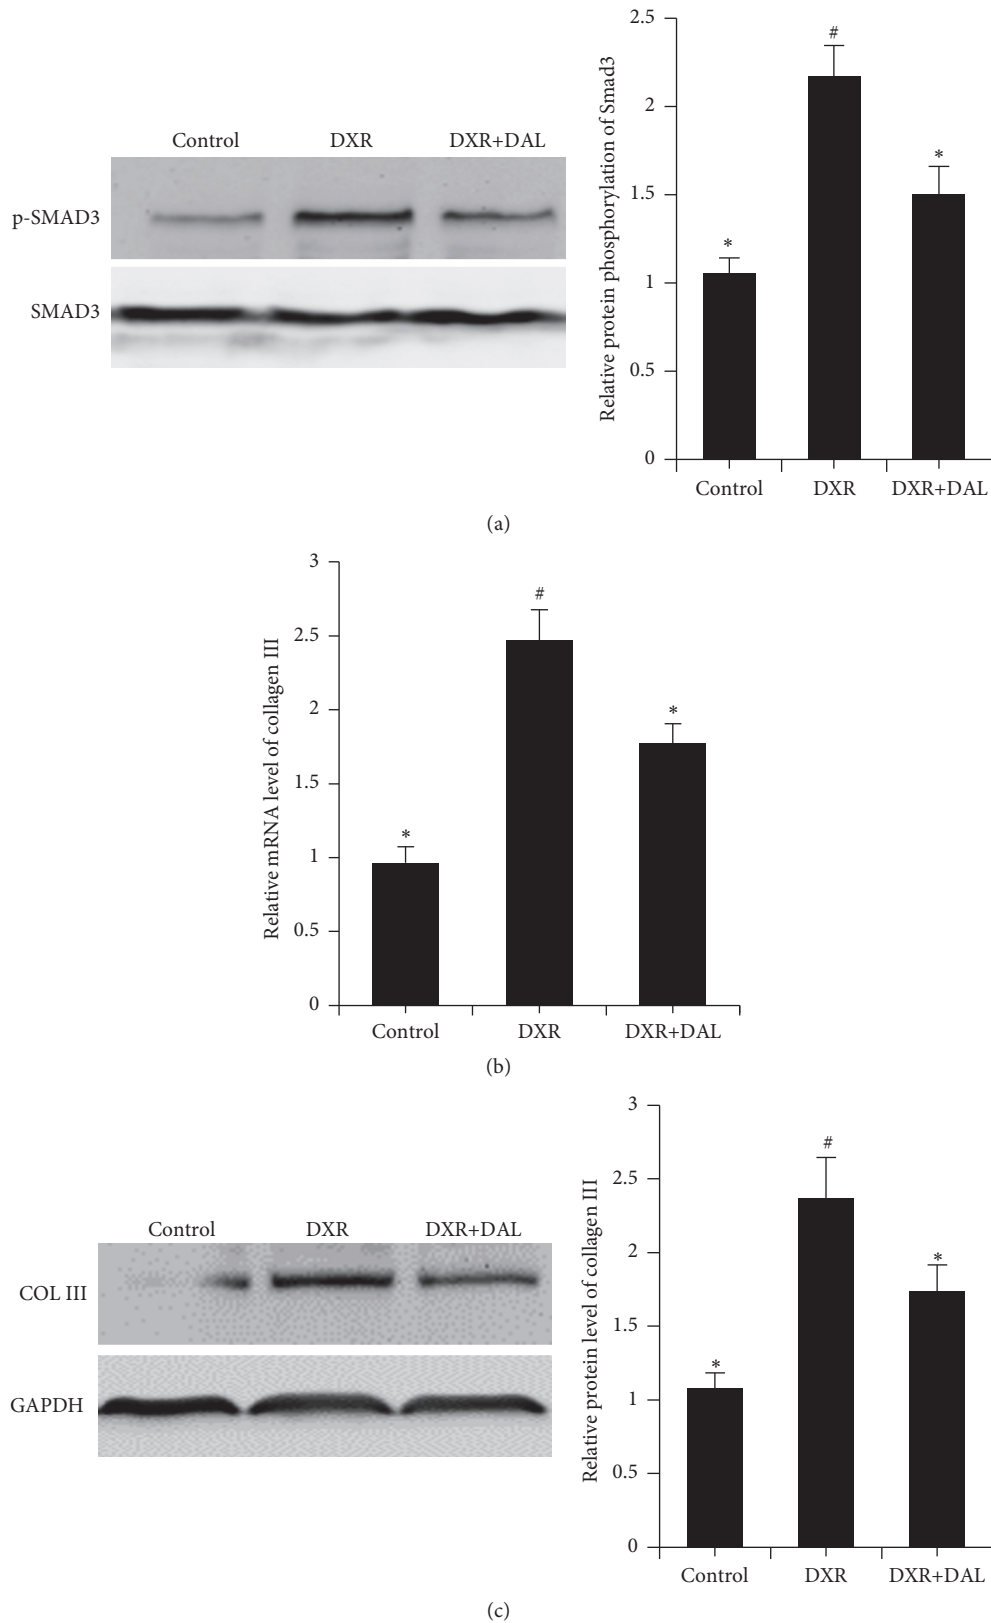 Control DXR DXR+DAL
p-SMAD3
SMAD3
Relative protein phosphorylation of Smad3
2.5
2
1.5
1
0.5
0
#
*
*
Control DXR DXR+DAL
(a)
Relative mRNA level of collagen III
3
2.5
2
1.5
1
0.5
0
#
*
*
Control DXR DXR+DAL
(b)
Control DXR DXR+DAL
COL III
GAPDH
Relative protein level of collagen III
3
2.5
2
1.5
1
0.5
0
#
*
*
Control DXR DXR+DAL
(c)